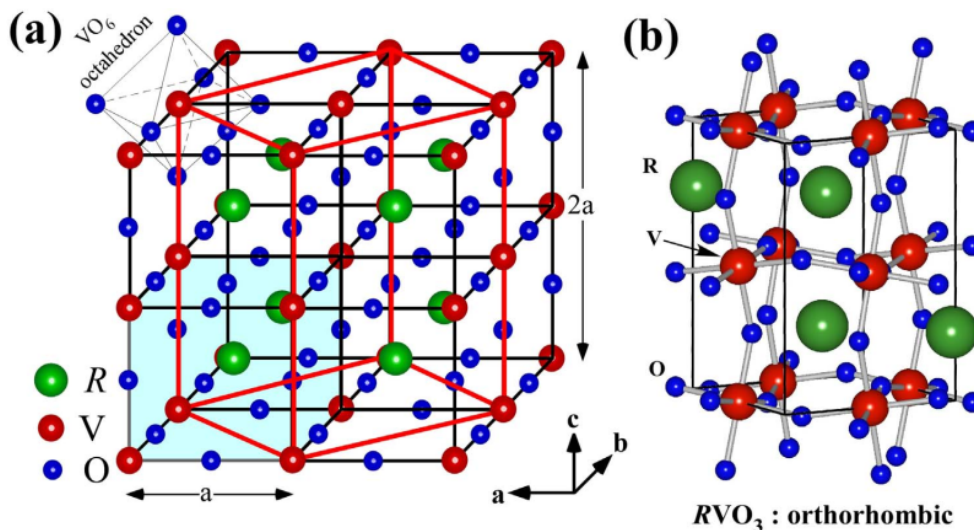 (a)
VO6
octahedron
2a
R
V
O
a
c
b
a
(b)
R
V
O
RVO3 : orthorhombic